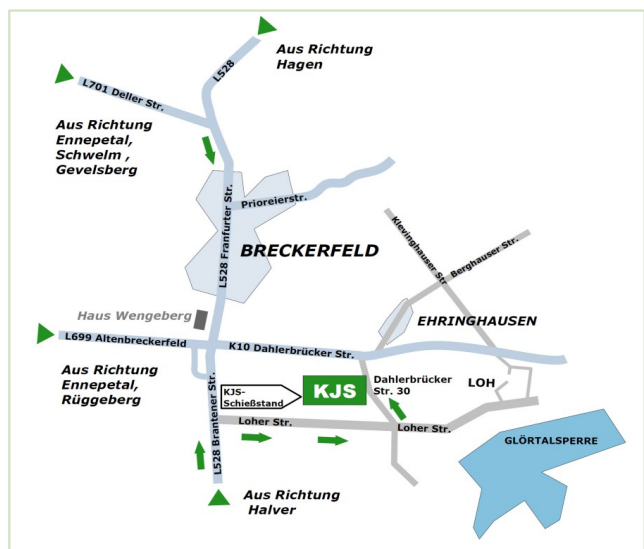 Aus Richtung
Hagen
L528
L701 Deller Str.
Aus Richtung
Ennepetal,
Schwelm ,
Gevelsberg
Prioreierstr.
L528 Franfurter Str.
BRECKERFELD
Klevinghauser Str
Berghauser Str.
Haus Wengeberg
EHRINGHAUSEN
L699 Altenbreckerfeld
K10 Dahlerbrücker Str.
Aus Richtung
Ennepetal,
Rüggeberg
KJS-
Schießstand
KJS
Dahlerbrücker
Str. 30
LOH
L528 Brantener Str.
Loher Str.
Loher Str.
GLÖRTALSPERRE
Aus Richtung
Halver